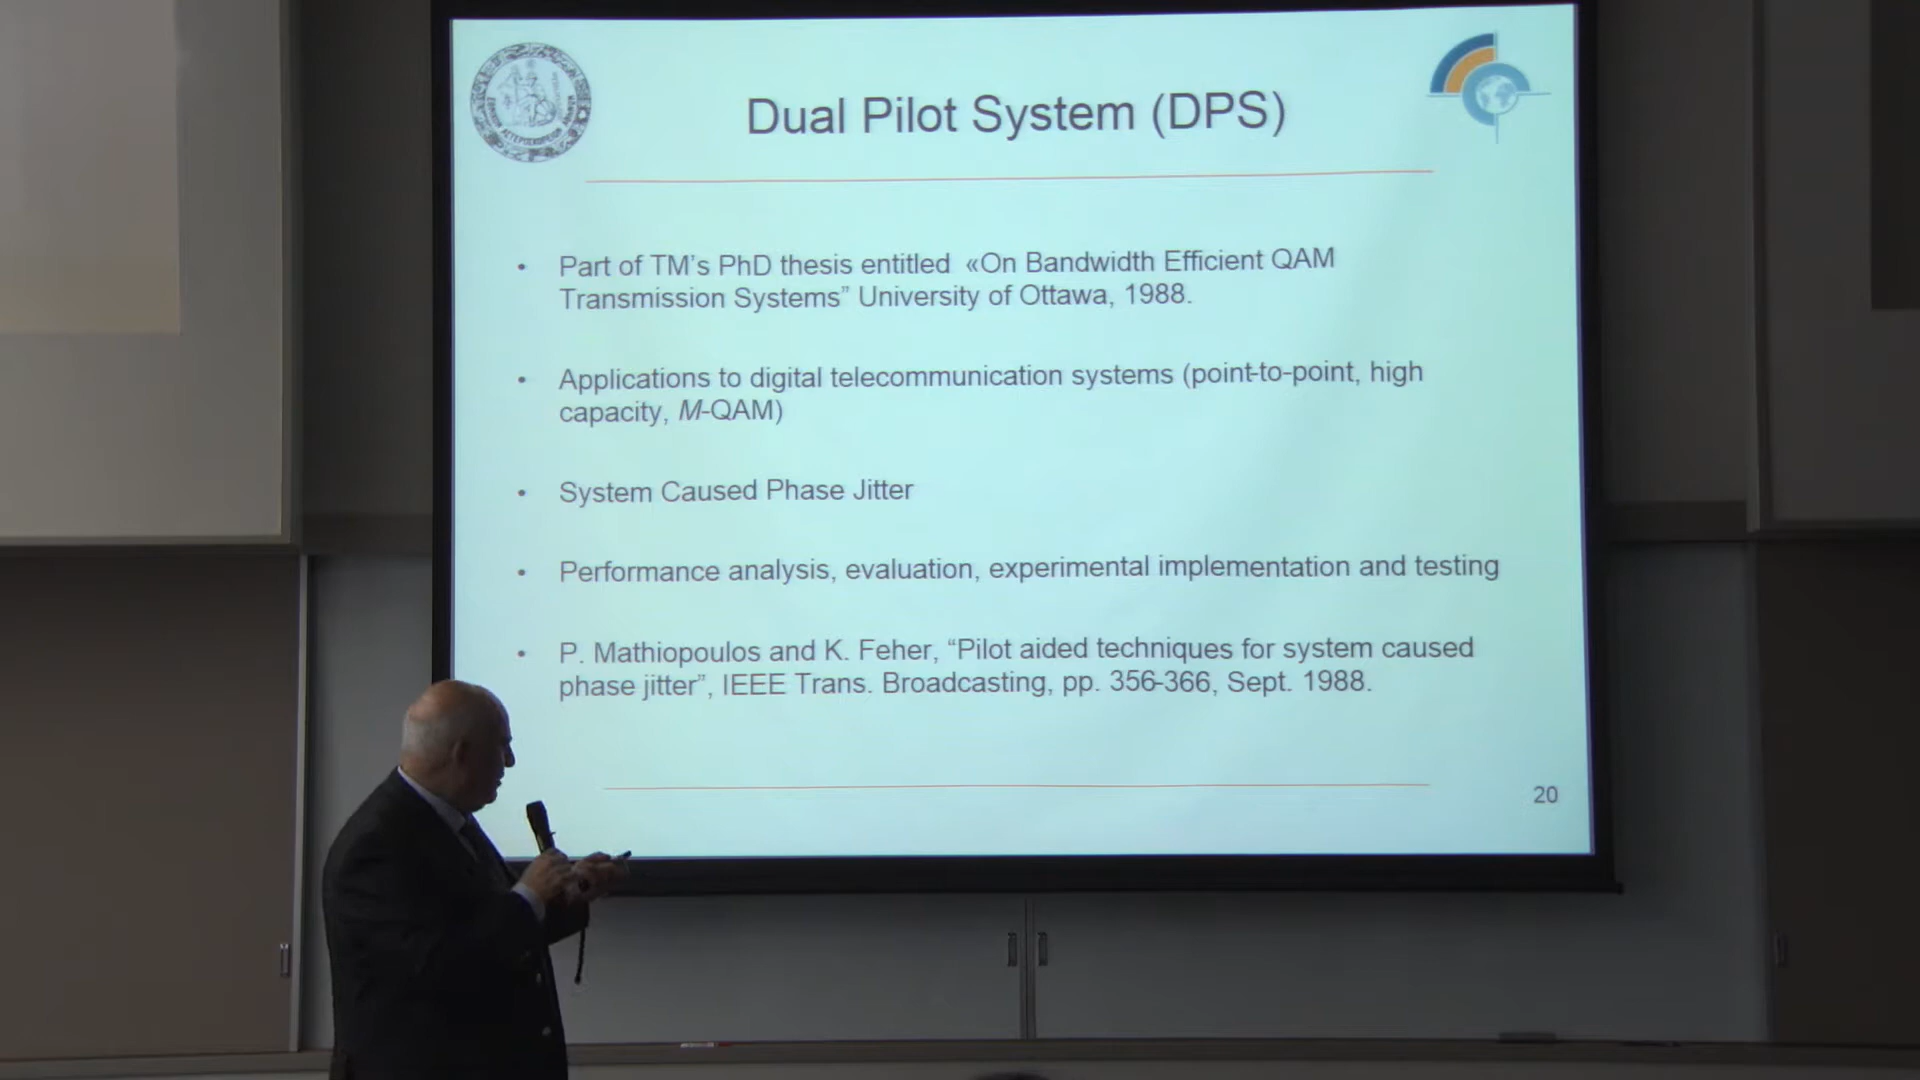 Dual Pilot System (DPS)
• Part of TM's PhD thesis entitled «On Bandwidth Efficient QAM
Transmission Systems” University of Ottawa, 1988.
• Applications to digital telecommunication systems (point-to-point, high
capacity, M-QAM)
• System Caused Phase Jitter
• Performance analysis, evaluation, experimental implementation and testing
• P. Mathiopoulos and K. Feher, “Pilot aided techniques for system caused
phase jitter”, IEEE Trans. Broadcasting, pp. 356-366, Sept. 1988.
20